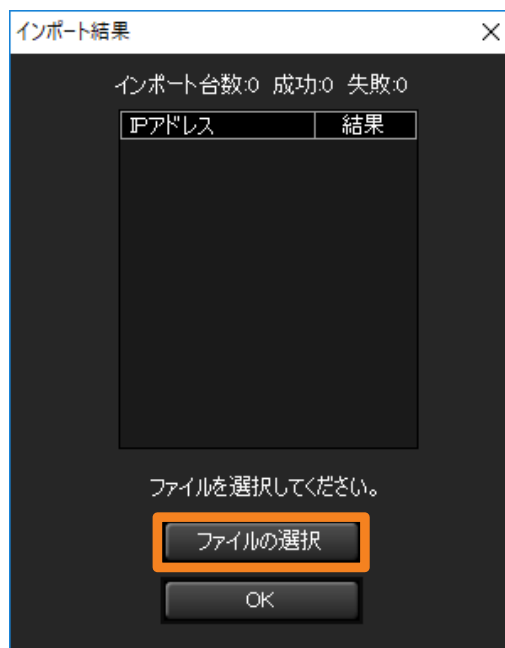 インポート結果
インポート台数:0 成功:0 失敗:0
IPアドレス 結果
ファイルを選択してください。
ファイルの選択
OK